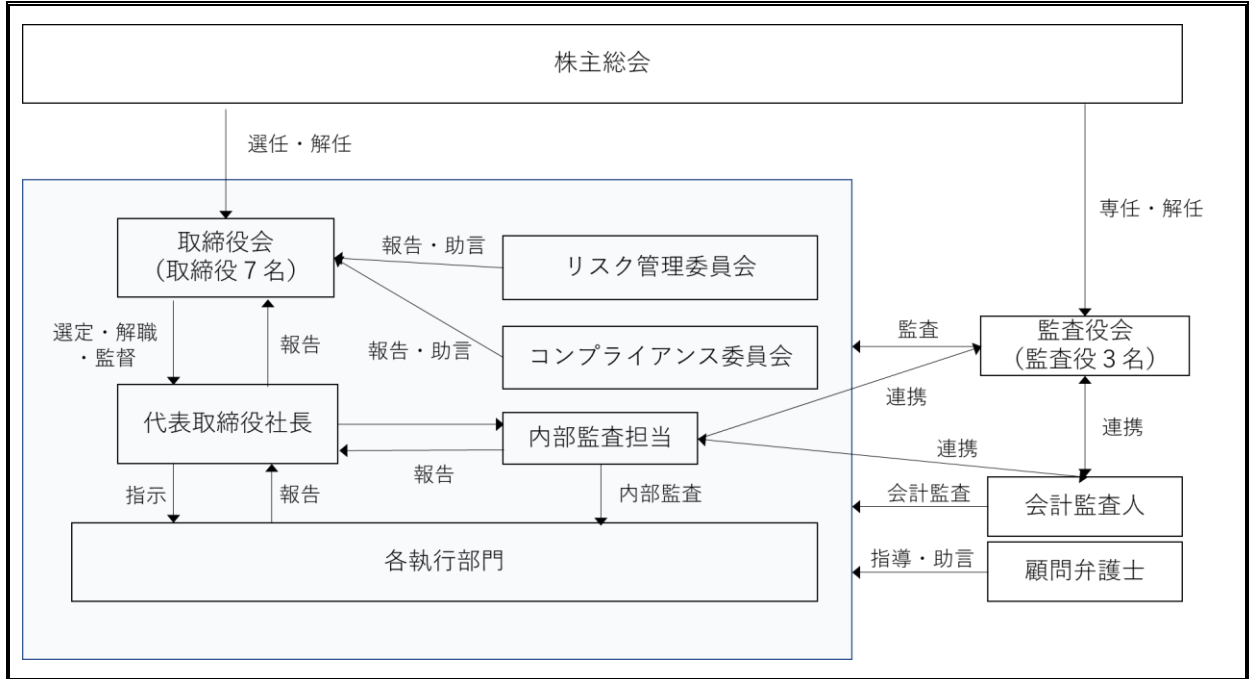 株主総会
選任・解任
専任・解任
取締役会
（取締役７名）
報告・助言
リスク管理委員会
選定・解職
・監督
報告
報告・助言
コンプライアンス委員会
監査
監査役会
（監査役３名）
連携
代表取締役社長
内部監査担当
報告
連携
連携
指示
報告
内部監査
会計監査
会計監査人
各執行部門
指導・助言
顧問弁護士